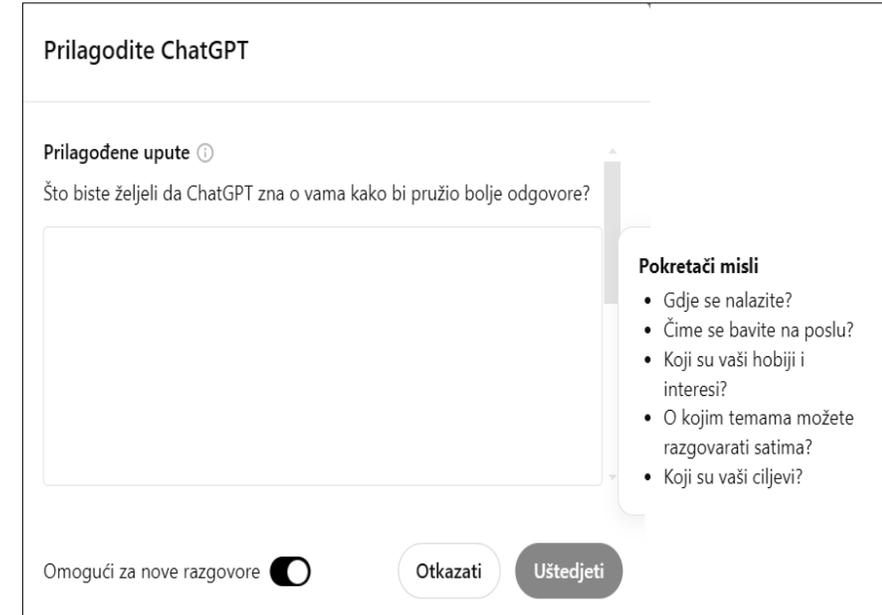 Prilagodite ChatGPT
Prilagođene upute
Što biste željeli da ChatGPT zna o vama kako bi pružio bolje odgovore?
Pokretači misli
• Gdje se nalazite?
• Čime se bavite na poslu?
• Koji su vaši hobiji i
interesi?
• O kojim temama možete
razgovarati satima?
• Koji su vaši ciljevi?
Omogući za nove razgovore
Otkazati
Uštedjeti